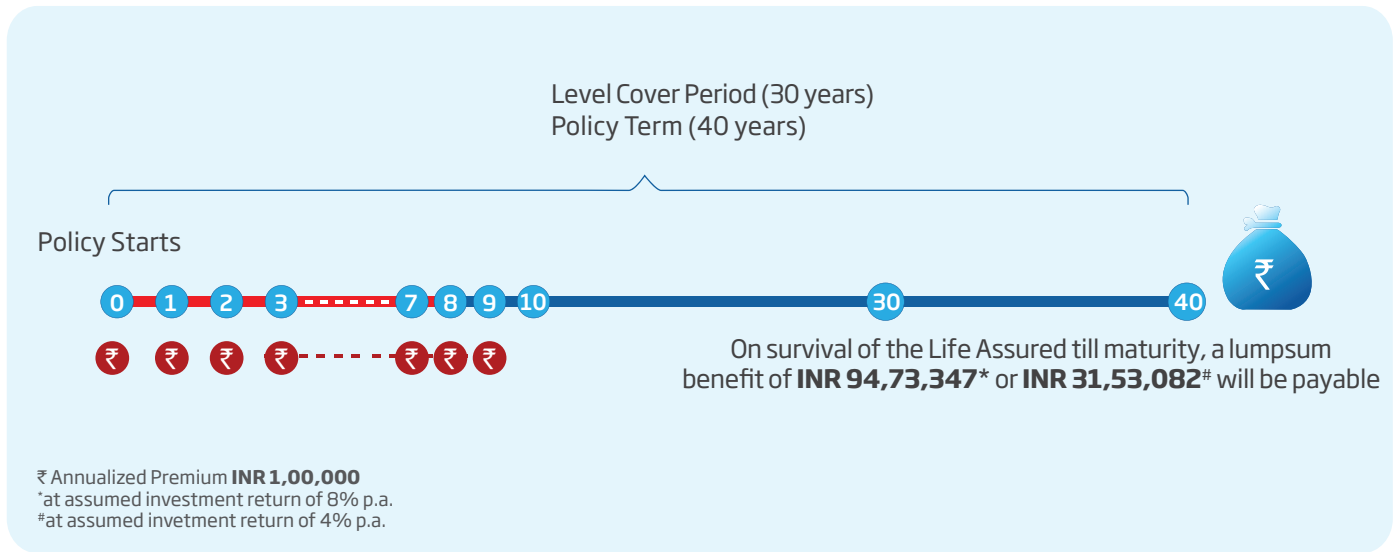 Level Cover Period (30 years)
Policy Term (40 years)
Policy Starts
0 1 2 3 7 8 9 10 30 40 ₹
₹ ₹ ₹ ₹ ₹ ₹ ₹
On survival of the Life Assured till maturity, a lumpsum
benefit of INR 94,73,347* or INR 31,53,082# will be payable
₹ Annualized Premium INR 1,00,000
*at assumed investment return of 8% p.a.
#at assumed invetment return of 4% p.a.